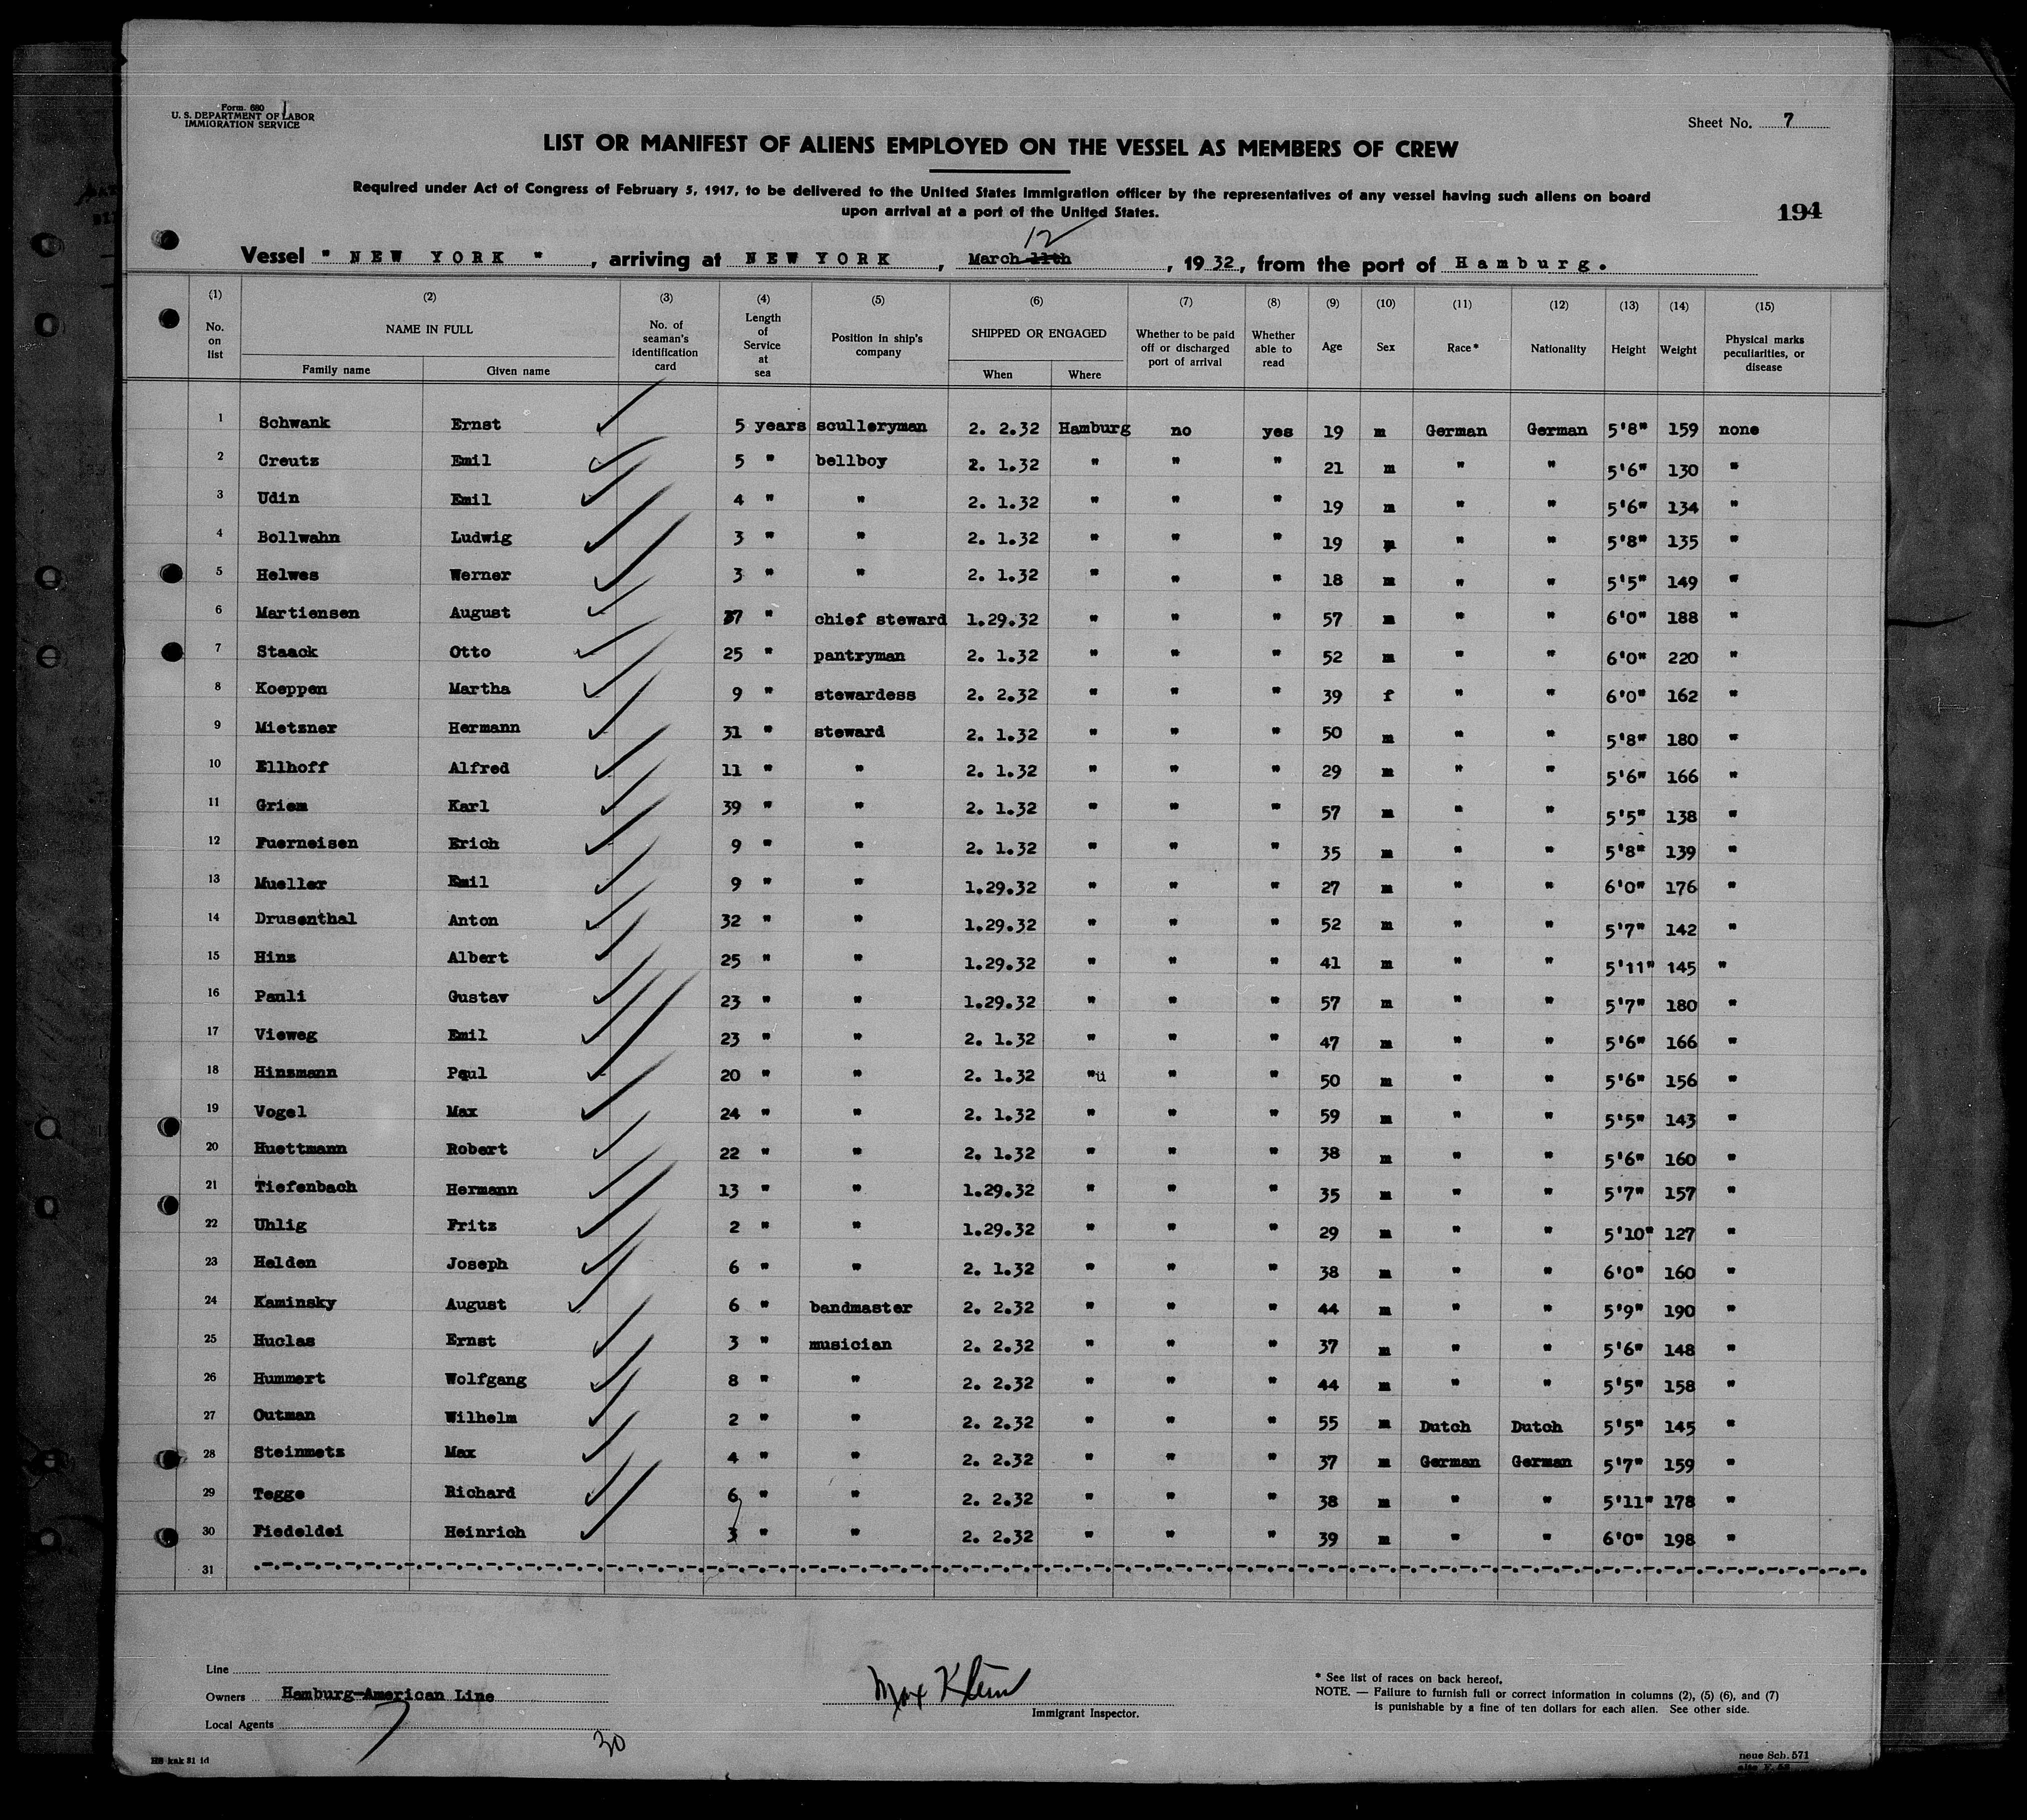 Form 680
U. S. DEPARTMENT OF LABOR
IMMIGRATION SERVICE
Sheet No. 7
LIST OR MANIFEST OF ALIENS EMPLOYED ON THE VESSEL AS MEMBERS OF CREW
Required under Act of Congress of February 5, 1917, to be delivered to the United States Immigration officer by the representatives of any vessel having such aliens on board
upon arrival at a port of the United States.
194
12
Vessel "NEW YORK", arriving at NEW YORK, March 11th, 1932, from the port of Hamburg.
(1) (2) (3) (4) (5) (6) (7) (8) (9) (10) (11) (12) (13) (14) (15)
No. on list NAME IN FULL Family name Given name No. of seaman's identification card Length of Service at sea Position in ship's company SHIPPED OR ENGAGED When Where Whether to be paid off or discharged port of arrival Whether able to read Age Sex Race* Nationality Height Weight Physical marks peculiarities, or disease
1 Schwank Ernst 5 years sculleryman 2. 2.32 Hamburg no yes 19 m German German 5'8" 159 none
2 Creutz Emil 5 " bellboy 2. 1.32 " " " 21 m " " 5'6" 130 "
3 Udin Emil 4 " " 2. 1.32 " " " 19 m " " 5'6" 134 "
4 Bollwahn Ludwig 3 " " 2. 1.32 " " " 19 m " " 5'8" 135 "
5 Helwes Werner 3 " " 2. 1.32 " " " 18 m " " 5'5" 149 "
6 Martiensen August 37 " chief steward 1.29.32 " " " 57 m " " 6'0" 188 "
7 Staack Otto 25 " pantryman 2. 1.32 " " " 52 m " " 6'0" 220 "
8 Koeppen Martha 9 " stewardess 2. 2.32 " " " 39 f " " 6'0" 162 "
9 Mietzner Hermann 31 " steward 2. 1.32 " " " 50 m " " 5'8" 180 "
10 Ellhoff Alfred 11 " " 2. 1.32 " " " 29 m " " 5'6" 166 "
11 Griem Karl 39 " " 2. 1.32 " " " 57 m " " 5'5" 138 "
12 Fuerneisen Erich 9 " " 2. 1.32 " " " 35 m " " 5'8" 139 "
13 Mueller Emil 9 " " 1.29.32 " " " 27 m " " 6'0" 176 "
14 Drusenthal Anton 32 " " 1.29.32 " " " 52 m " " 5'7" 142 "
15 Hinz Albert 25 " " 1.29.32 " " " 41 m " " 5'11" 145 "
16 Pauli Gustav 23 " " 1.29.32 " " " 57 m " " 5'7" 180 "
17 Vieweg Emil 23 " " 2. 1.32 " " " 47 m " " 5'6" 166 "
18 Hinzmann Paul 20 " " 2. 1.32 "ü " " 50 m " " 5'6" 156 "
19 Vogel Max 24 " " 2. 1.32 " " " 59 m " " 5'5" 143 "
20 Huettmann Robert 22 " " 2. 1.32 " " " 38 m " " 5'6" 160 "
21 Tiefenbach Hermann 13 " " 1.29.32 " " " 35 m " " 5'7" 157 "
22 Uhlig Fritz 2 " " 1.29.32 " " " 29 m " " 5'10" 127 "
23 Helden Joseph 6 " " 2. 1.32 " " " 38 m " " 6'0" 160 "
24 Kaminsky August 6 " bandmaster 2. 2.32 " " " 44 m " " 5'9" 190 "
25 Huclas Ernst 3 " musician 2. 2.32 " " " 37 m " " 5'6" 148 "
26 Hummert Wolfgang 8 " " 2. 2.32 " " " 44 m " " 5'5" 158 "
27 Outman Wilhelm 2 " " 2. 2.32 " " " 55 m Dutch Dutch 5'5" 145 "
28 Steinmetz Max 4 " " 2. 2.32 " " " 37 m German German 5'7" 159 "
29 Tegge Richard 6 " " 2. 2.32 " " " 38 m " " 5'11" 178 "
30 Fiedeldei Heinrich 3 " " 2. 2.32 " " " 39 m " " 6'0" 198 "
31
Line
Owners Hamburg-American Line
Local Agents
30
Max Klein
Immigrant Inspector.
* See list of races on back hereof.
NOTE. — Failure to furnish full or correct information in columns (2), (5) (6), and (7)
is punishable by a fine of ten dollars for each alien. See other side.
HB kak 31 1d
neue Sch. 571
alte F. 52